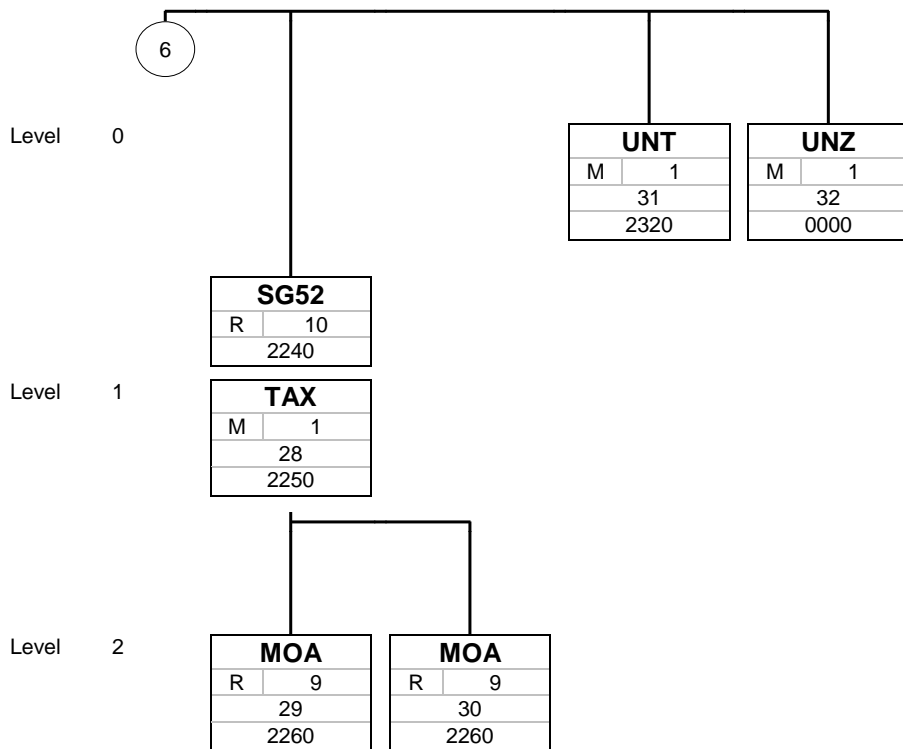 6
Level 0
UNT UNZ
M 1 M 1
31 32
2320 0000
SG52
R 10
2240
Level 1
TAX
M 1
28
2250
Level 2
MOA MOA
R 9 R 9
29 30
2260 2260